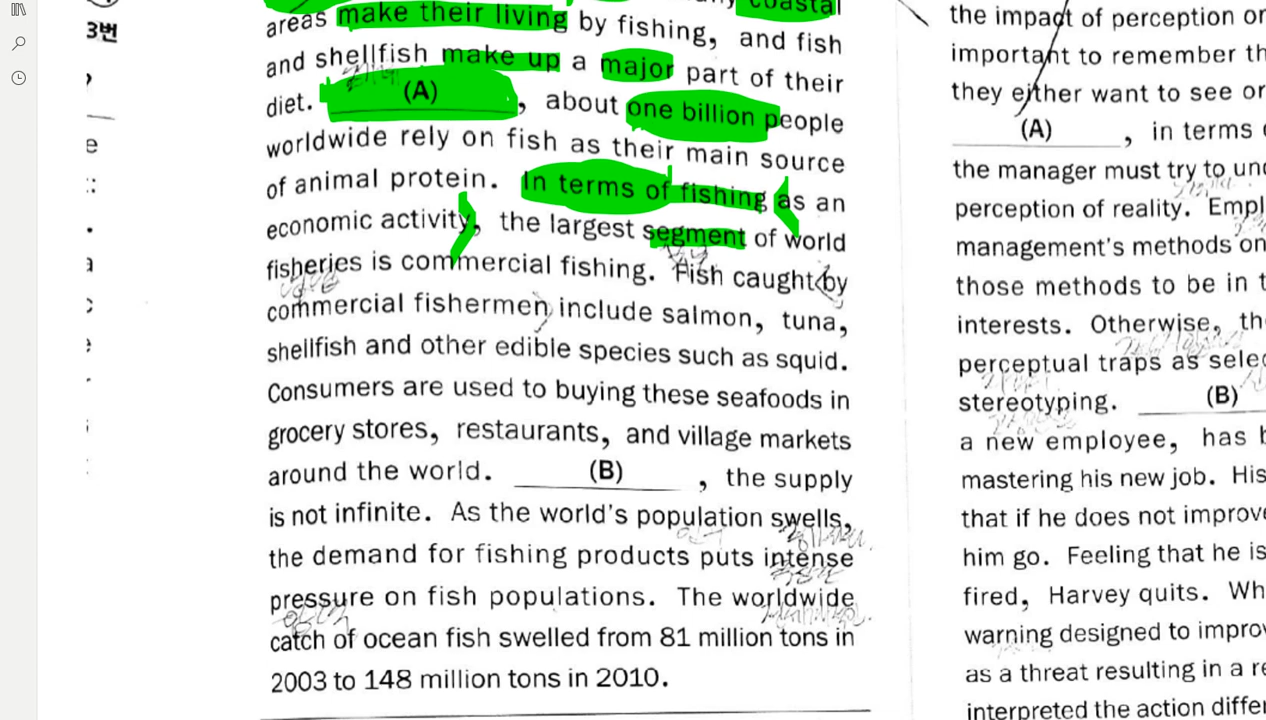 3번
coastal
areas make their living by fishing, and fish
and shellfish make up a major part of their
diet. (A) , about one billion people
worldwide rely on fish as their main source
of animal protein. In terms of fishing as an
economic activity, the largest segment of world
fisheries is commercial fishing. Fish caught by
commercial fishermen include salmon, tuna,
shellfish and other edible species such as squid.
Consumers are used to buying these seafoods in
grocery stores, restaurants, and village markets
around the world. (B) , the supply
is not infinite. As the world's population swells,
the demand for fishing products puts intense
pressure on fish populations. The worldwide
catch of ocean fish swelled from 81 million tons in
2003 to 148 million tons in 2010.
the impact of perception or
important to remember th
they either want to see or
(A) , in terms
the manager must try to und
perception of reality. Empl
management's methods on
those methods to be in t
interests. Otherwise, th
perceptual traps as selec
stereotyping. (B)
a new employee, has b
mastering his new job. His
that if he does not improve
him go. Feeling that he is
fired, Harvey quits. Wh
warning designed to improv
as a threat resulting in a re
interpreted the action differ